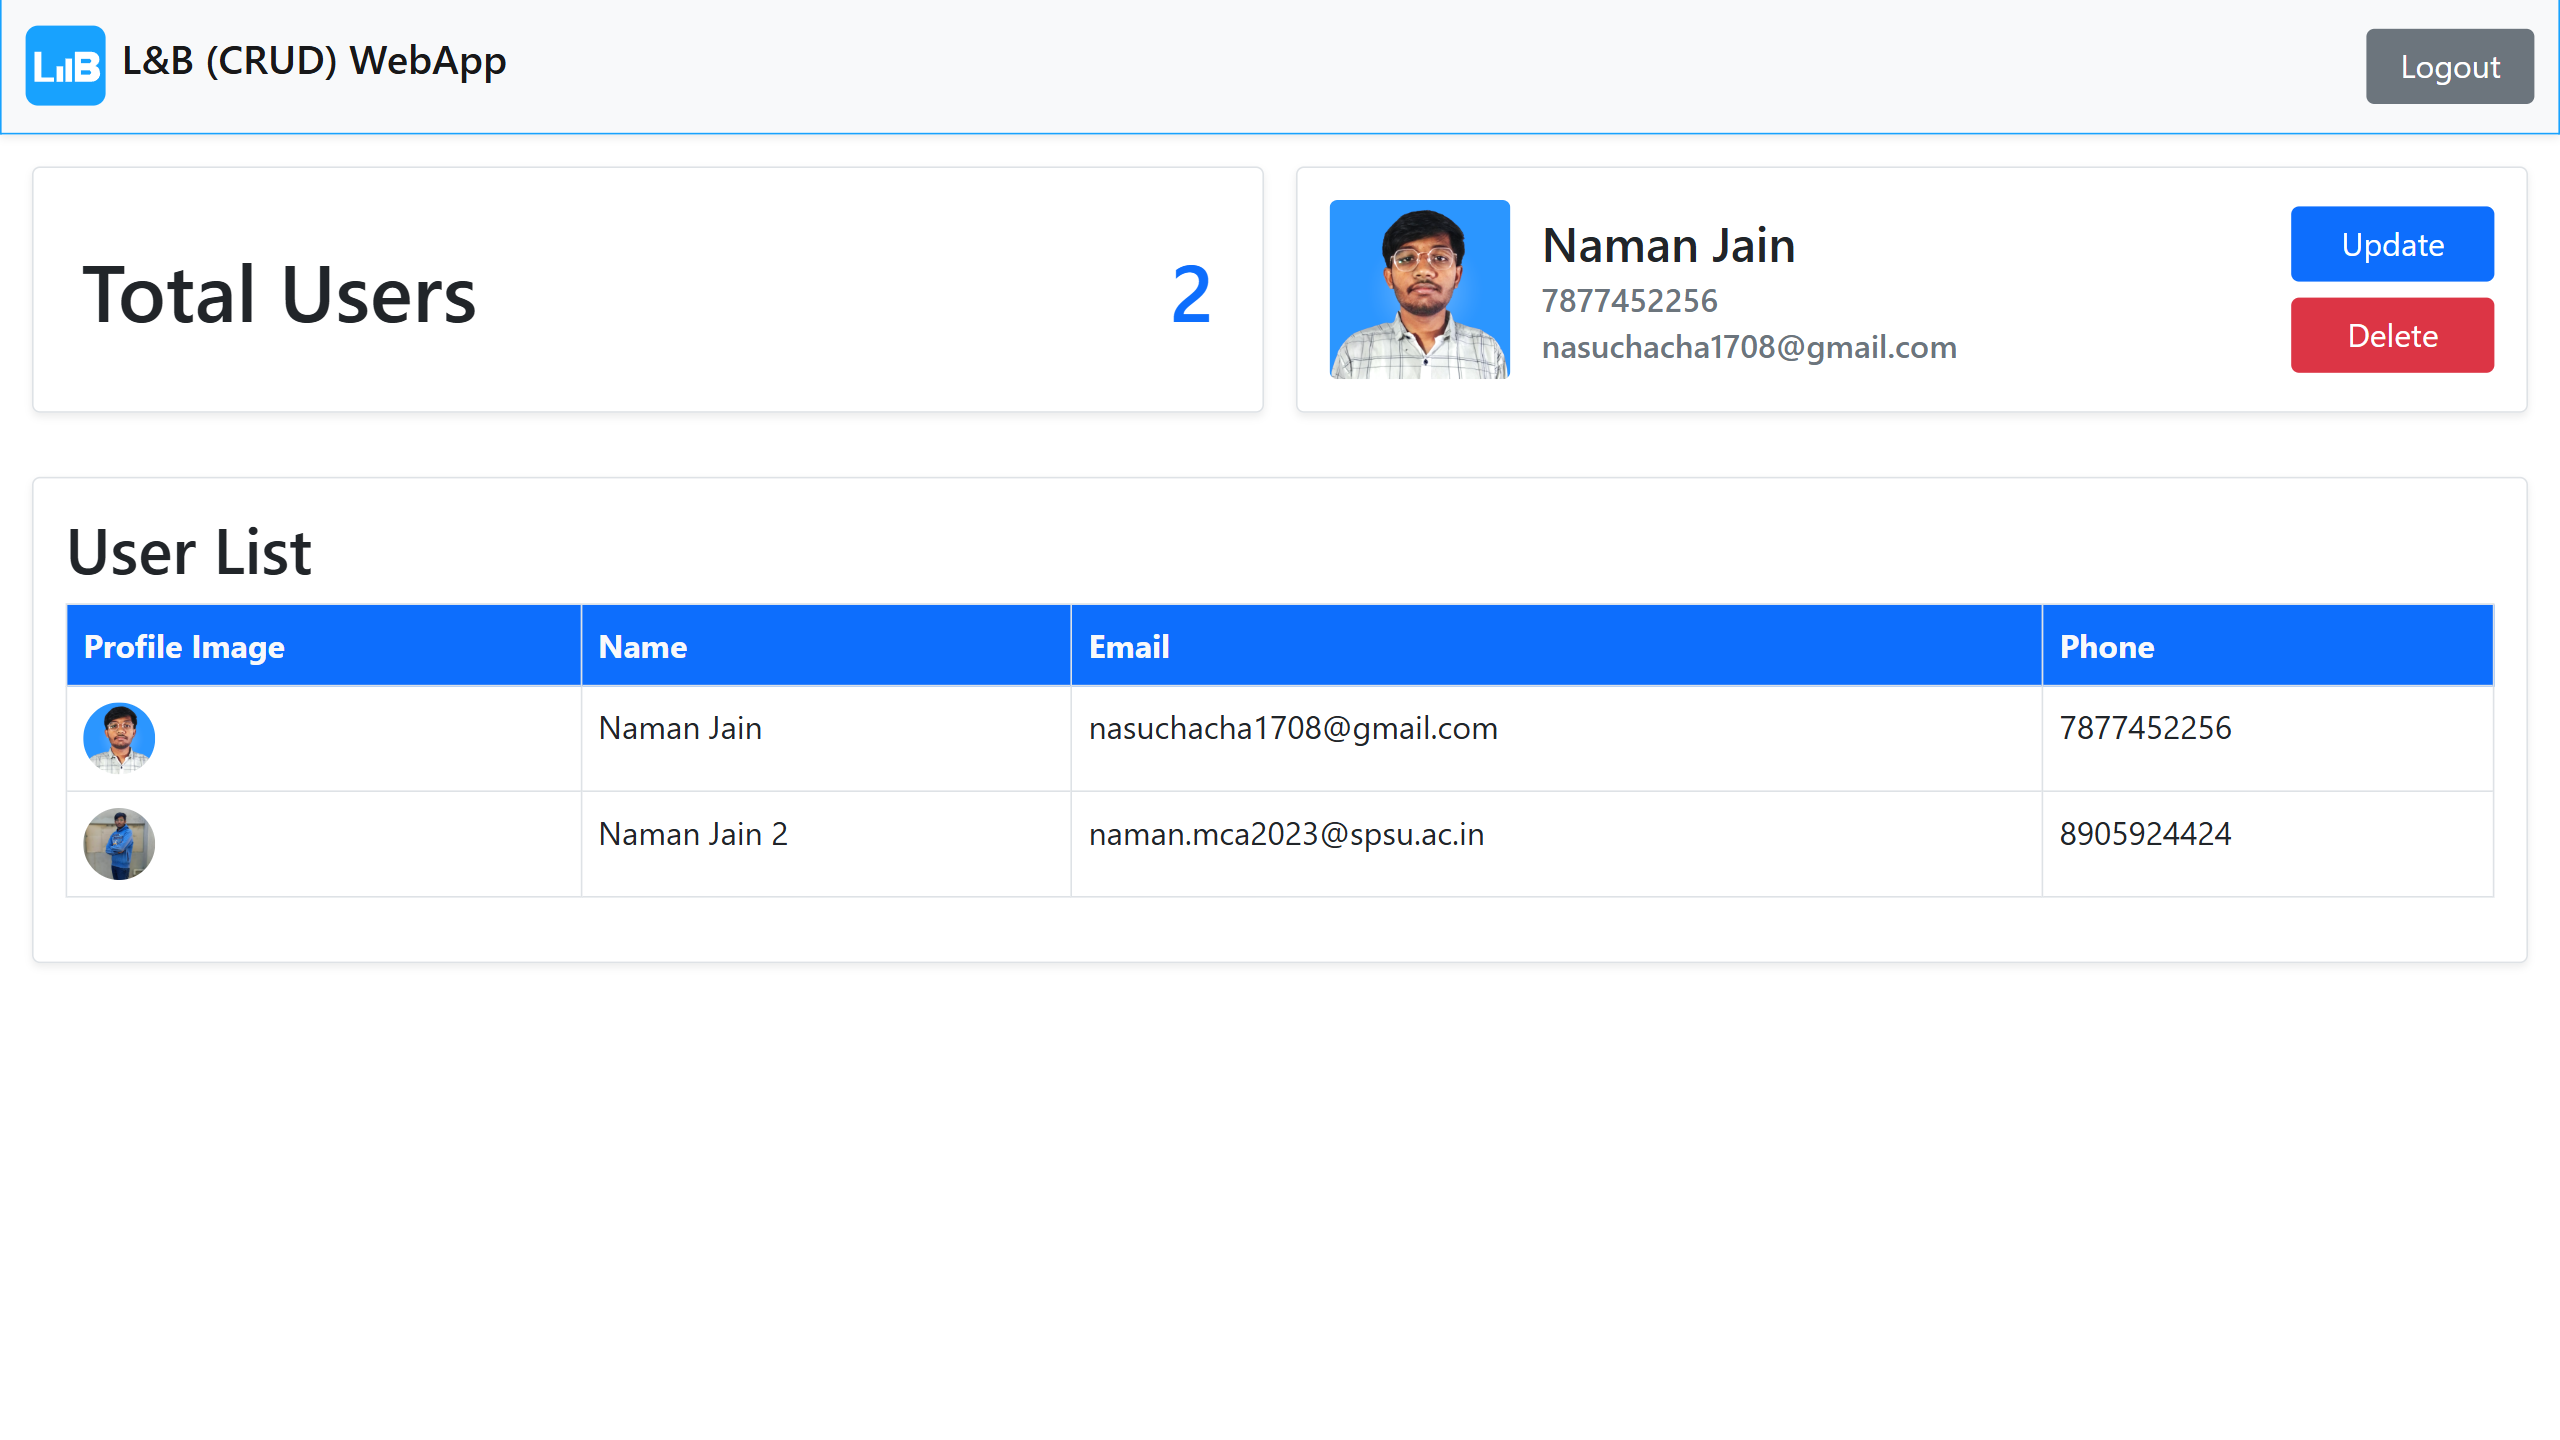 L&B L&B (CRUD) WebApp
Logout
Total Users
2
Naman Jain
7877452256
nasuchacha1708@gmail.com
Update
Delete
User List
Profile Image Name Email Phone
Naman Jain nasuchacha1708@gmail.com 7877452256
Naman Jain 2 naman.mca2023@spsu.ac.in 8905924424